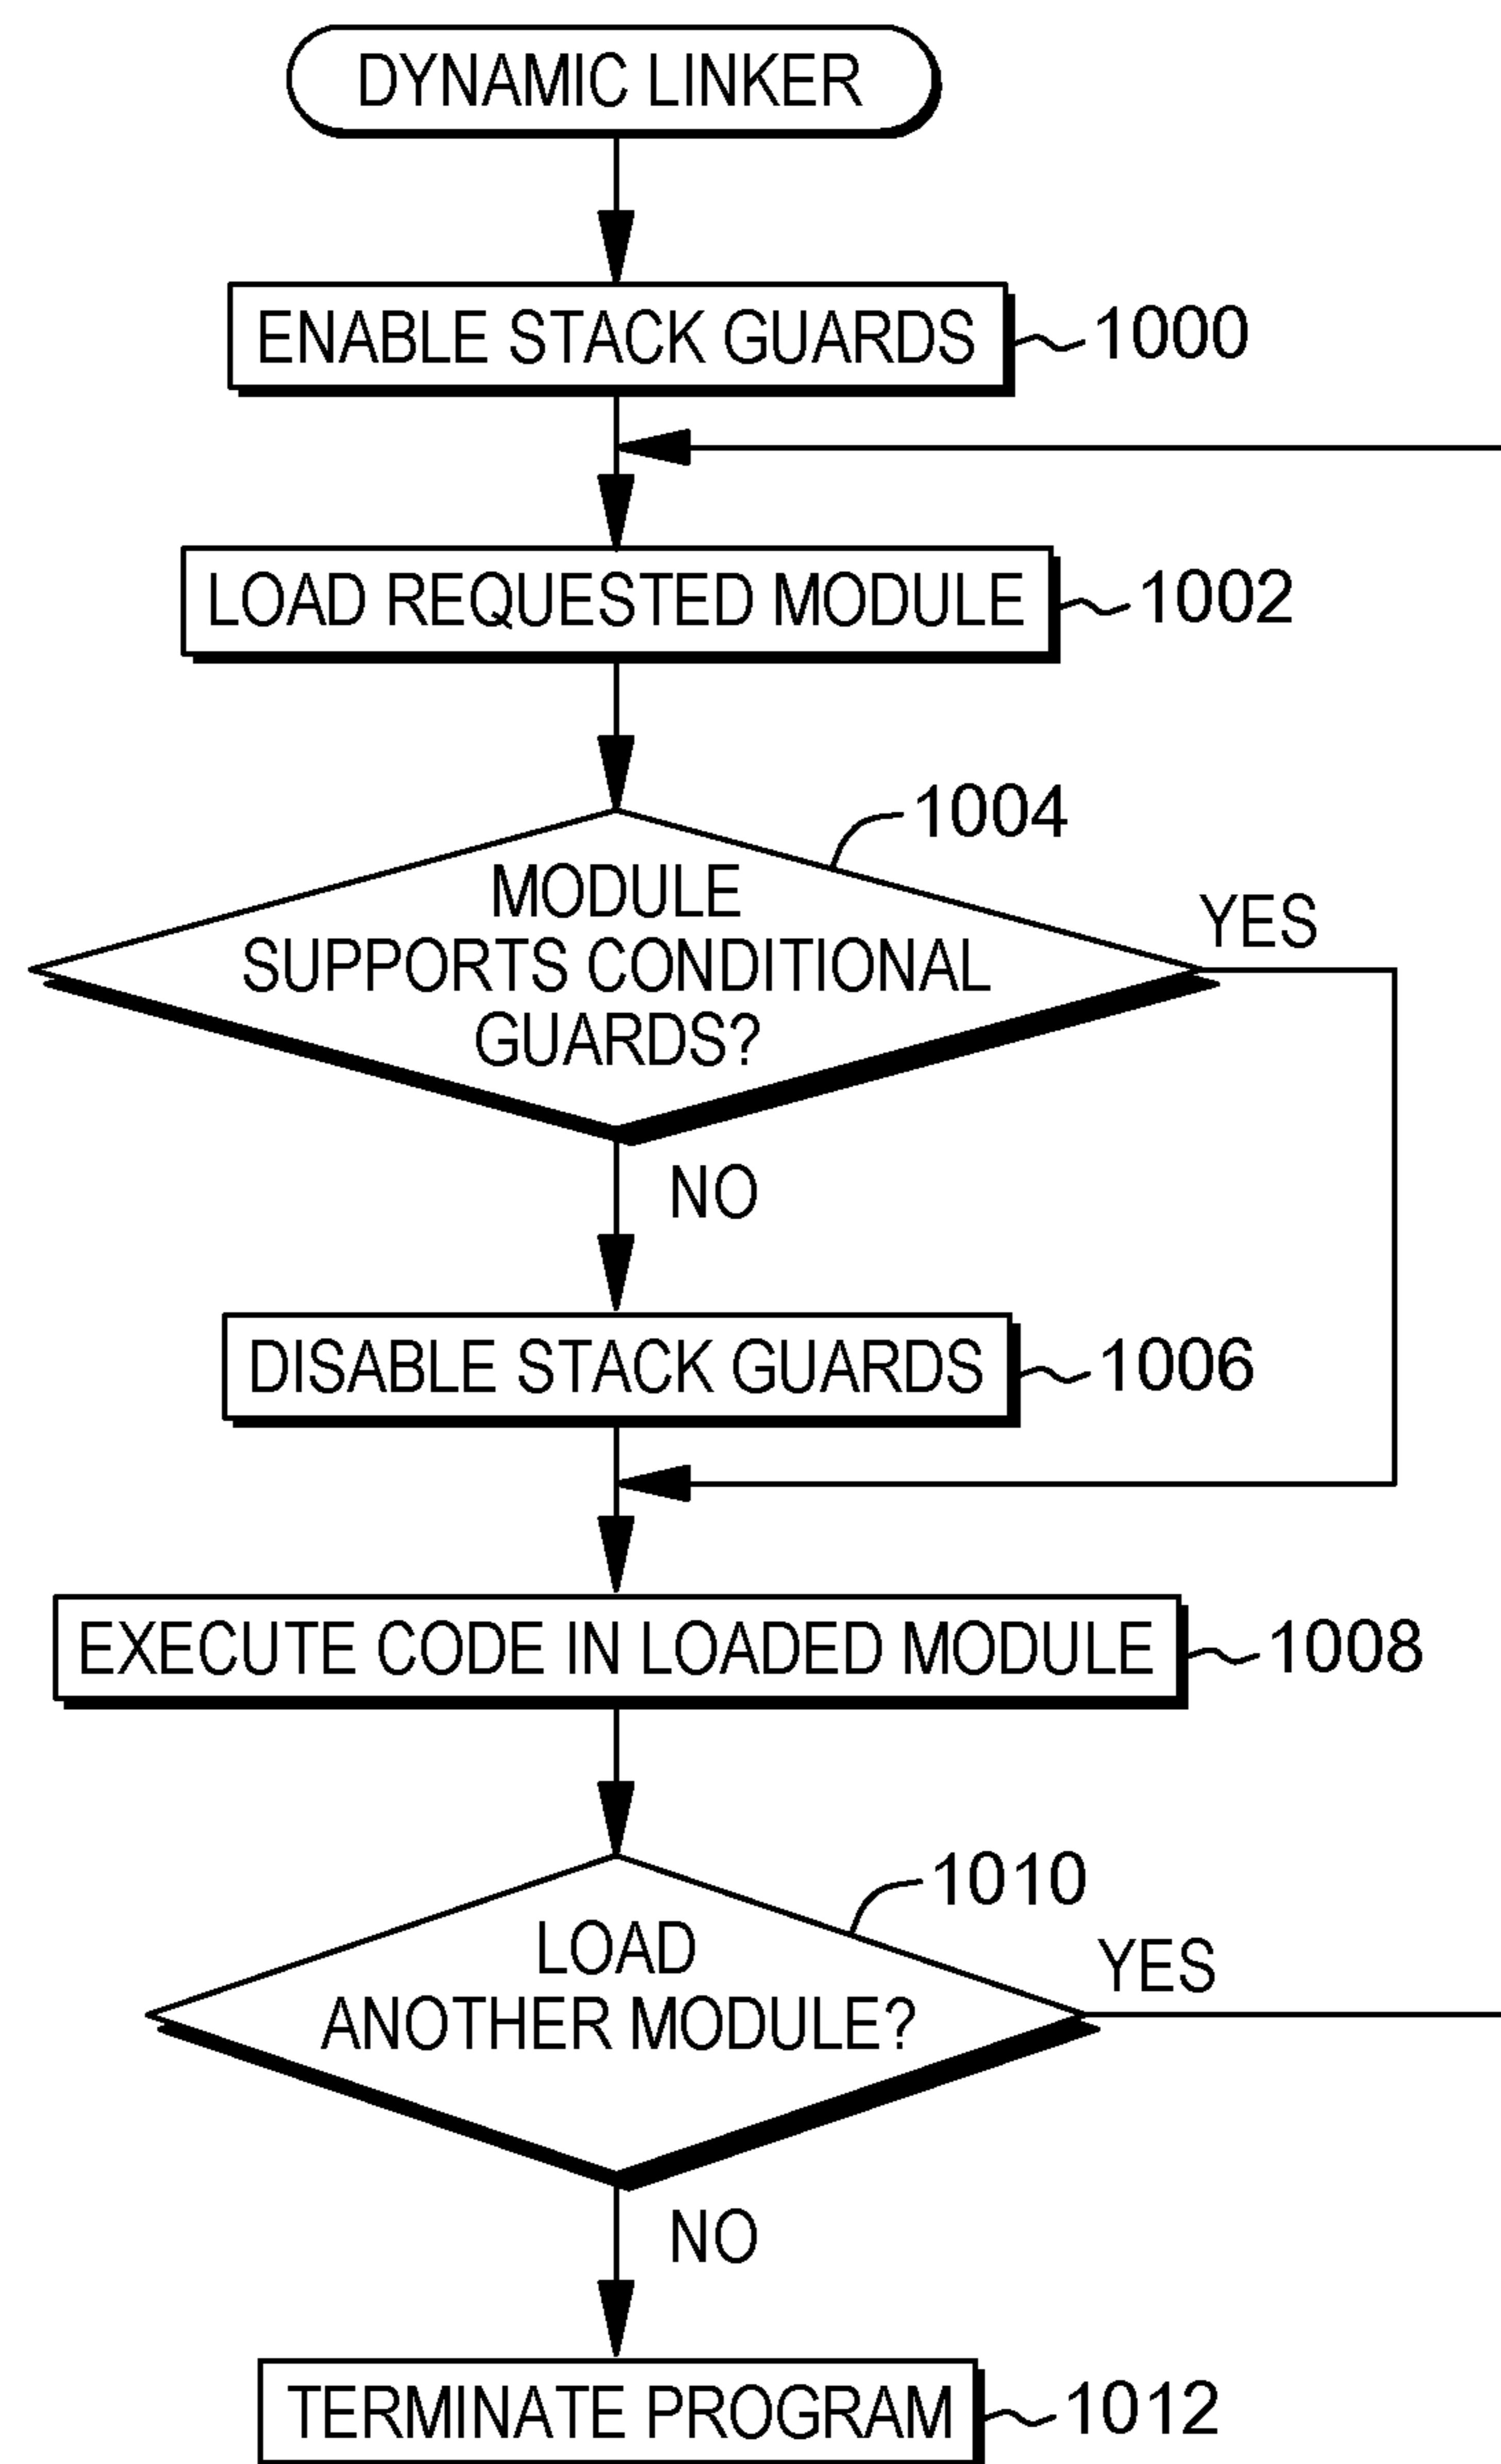 DYNAMIC LINKER
ENABLE STACK GUARDS
1000
LOAD REQUESTED MODULE
1002
1004
MODULE
SUPPORTS CONDITIONAL
GUARDS?
YES
NO
DISABLE STACK GUARDS
1006
EXECUTE CODE IN LOADED MODULE
1008
1010
LOAD
ANOTHER MODULE?
YES
NO
TERMINATE PROGRAM
1012